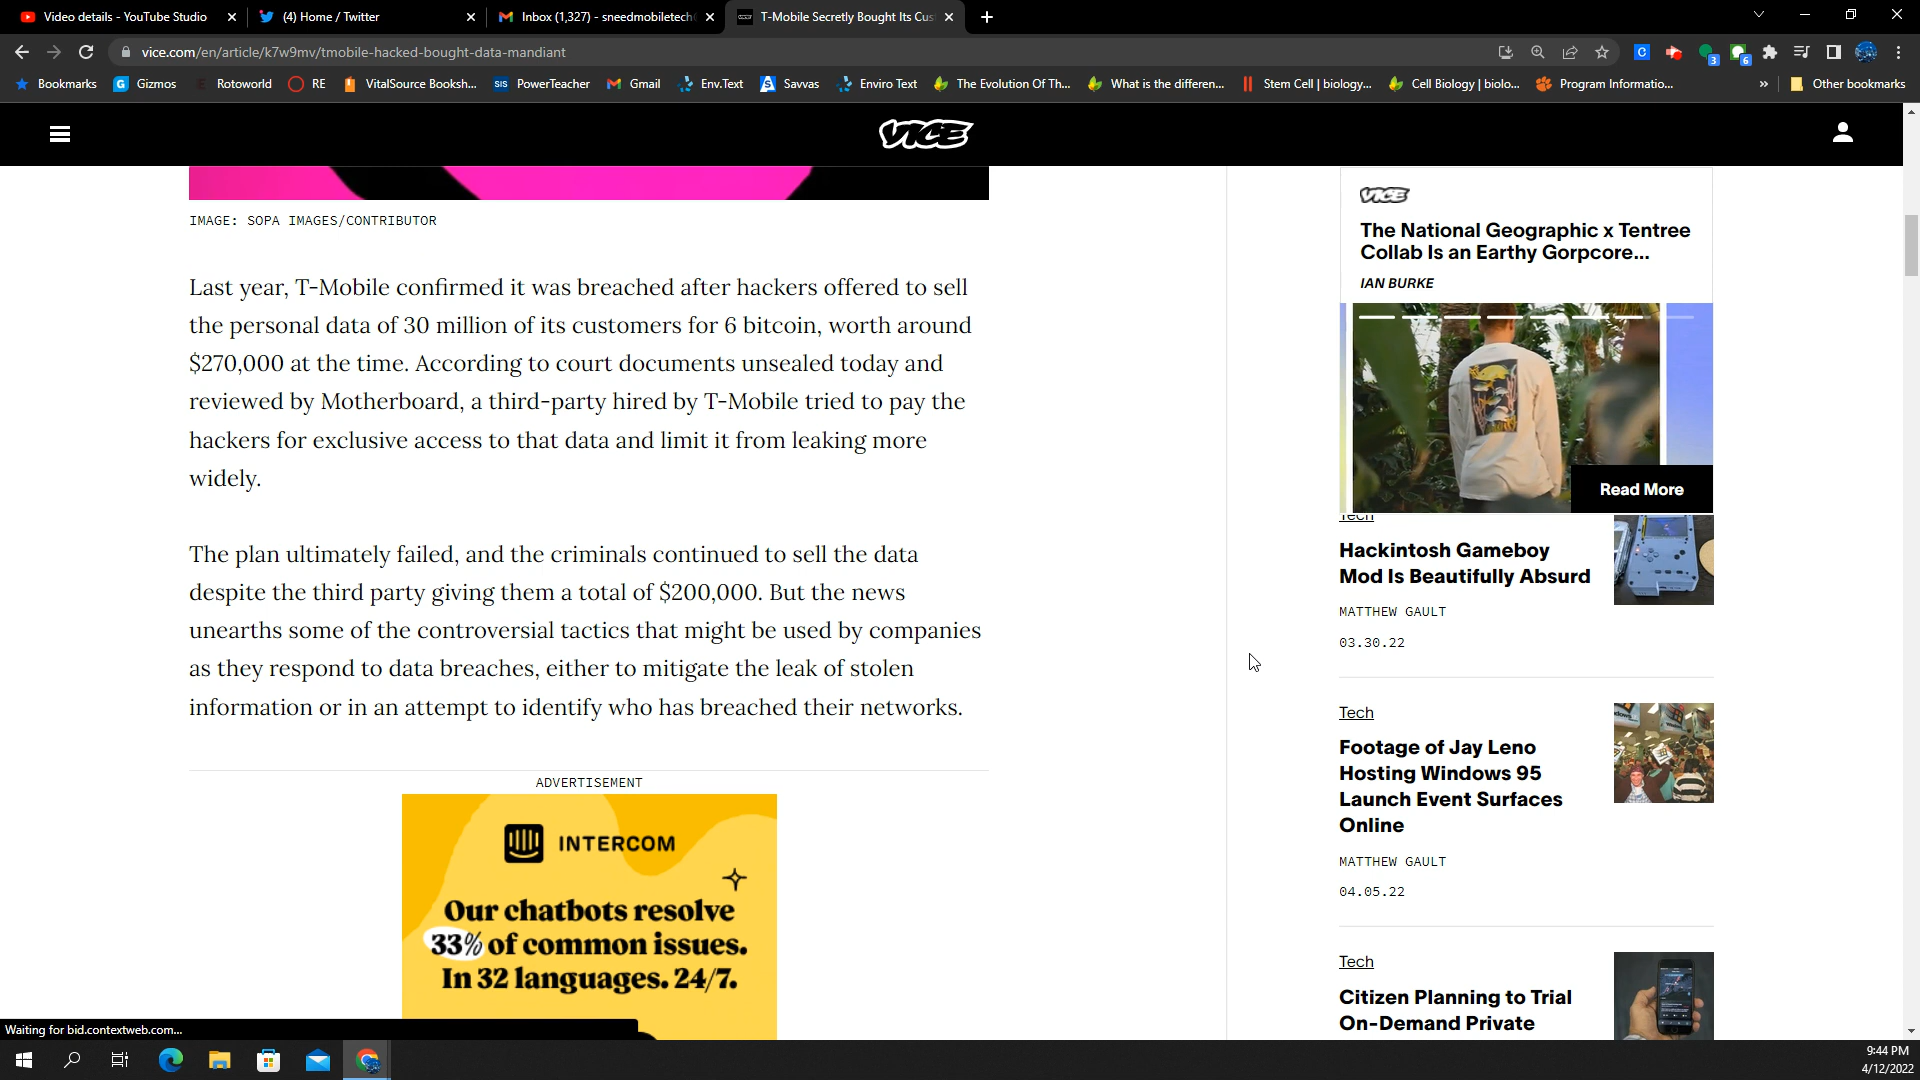 Video details - YouTube Studio
(4) Home / Twitter
Inbox (1,327) - sneedmobiletech
T-Mobile Secretly Bought Its Cus
vice.com/en/article/k7w9mv/tmobile-hacked-bought-data-mandiant
Bookmarks
Gizmos
Rotoworld
RE
VitalSource Booksh...
SIS
PowerTeacher
Gmail
Env.Text
Savvas
Enviro Text
The Evolution Of Th...
What is the differen...
Stem Cell | biology...
Cell Biology | biolo...
Program Informatio...
»
Other bookmarks
VICE
IMAGE: SOPA IMAGES/CONTRIBUTOR
Last year, T-Mobile confirmed it was breached after hackers offered to sell
the personal data of 30 million of its customers for 6 bitcoin, worth around
$270,000 at the time. According to court documents unsealed today and
reviewed by Motherboard, a third-party hired by T-Mobile tried to pay the
hackers for exclusive access to that data and limit it from leaking more
widely.
The plan ultimately failed, and the criminals continued to sell the data
despite the third party giving them a total of $200,000. But the news
unearths some of the controversial tactics that might be used by companies
as they respond to data breaches, either to mitigate the leak of stolen
information or in an attempt to identify who has breached their networks.
ADVERTISEMENT
INTERCOM
Our chatbots resolve
33% of common issues.
In 32 languages. 24/7.
VICE
The National Geographic x Tentree
Collab Is an Earthy Gorpcore...
IAN BURKE
Read More
Tech
Hackintosh Gameboy
Mod Is Beautifully Absurd
MATTHEW GAULT
03.30.22
Tech
Footage of Jay Leno
Hosting Windows 95
Launch Event Surfaces
Online
MATTHEW GAULT
04.05.22
Tech
Citizen Planning to Trial
On-Demand Private
Waiting for bid.contextweb.com...
9:44 PM
4/12/2022